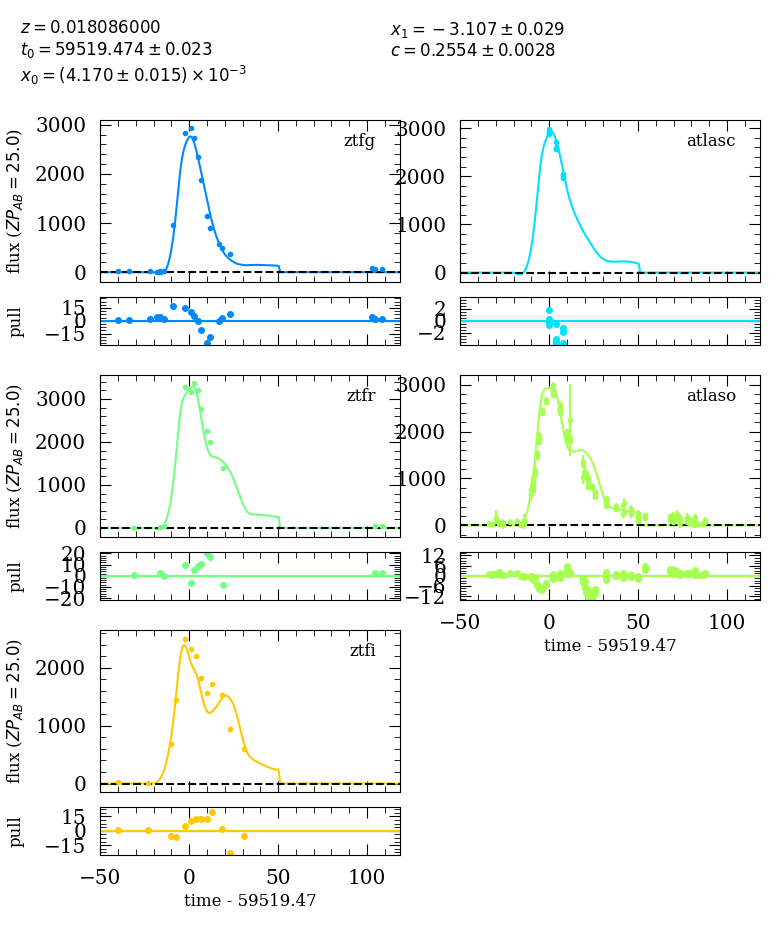 z = 0.018086000
t₀ = 59519.474 ± 0.023
x₀ = (4.170 ± 0.015) × 10⁻³
x₁ = −3.107 ± 0.029
c = 0.2554 ± 0.0028
flux (ZP_AB = 25.0)
3000
2000
1000
0
ztfg
3000
2000
1000
0
atlasc
pull
15
0
−15
2
0
−2
flux (ZP_AB = 25.0)
3000
2000
1000
0
ztfr
3000
2000
1000
0
atlaso
pull
20
10
0
−10
−20
12
6
0
−6
−12
−50 0 50 100
time - 59519.47
flux (ZP_AB = 25.0)
2000
1000
0
ztfi
pull
15
0
−15
−50 0 50 100
time - 59519.47